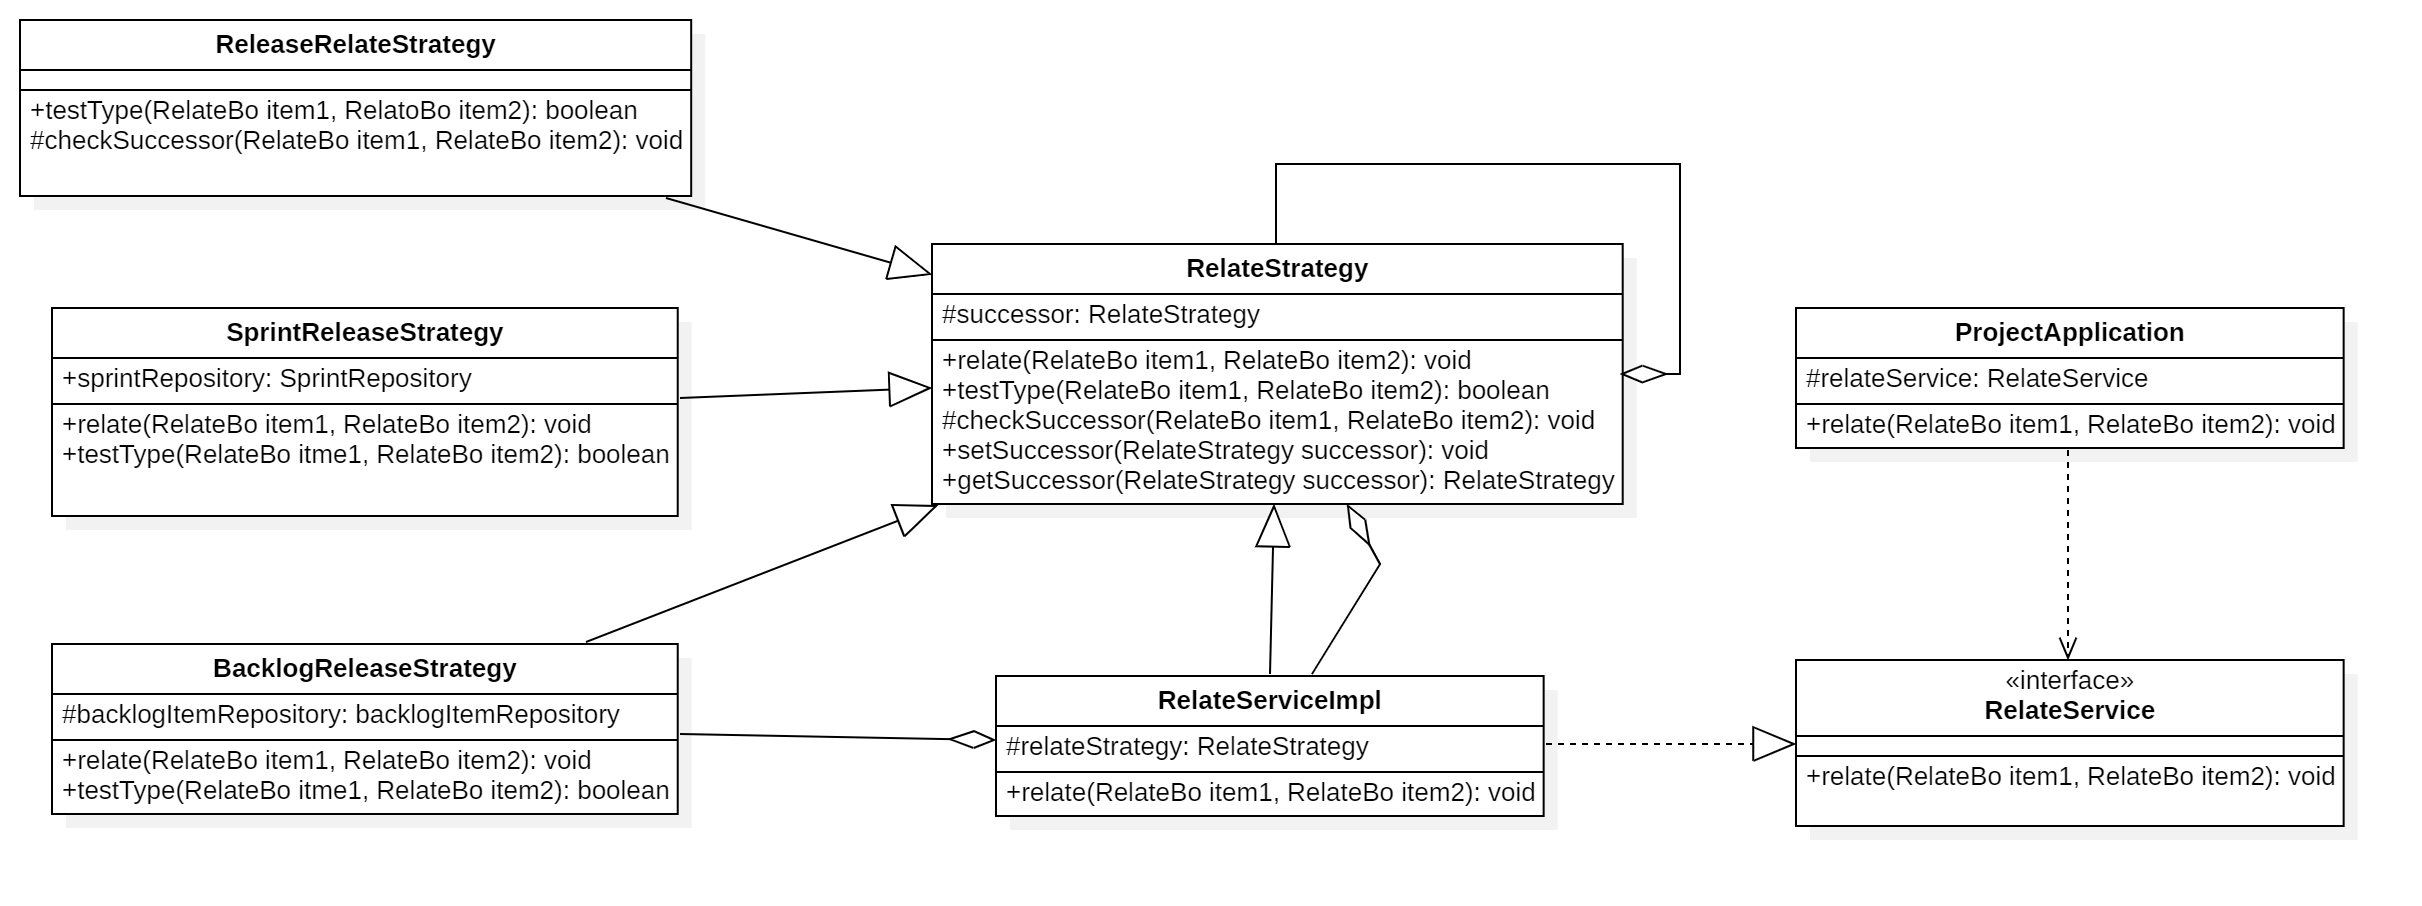 ReleaseRelateStrategy
+testType(RelateBo item1, RelatoBo item2): boolean
#checkSuccessor(RelateBo item1, RelateBo item2): void
SprintReleaseStrategy
+sprintRepository: SprintRepository
+relate(RelateBo item1, RelateBo item2): void
+testType(RelateBo itme1, RelateBo item2): boolean
BacklogReleaseStrategy
#backlogItemRepository: backlogItemRepository
+relate(RelateBo item1, RelateBo item2): void
+testType(RelateBo itme1, RelateBo item2): boolean
RelateStrategy
#successor: RelateStrategy
+relate(RelateBo item1, RelateBo item2): void
+testType(RelateBo item1, RelateBo item2): boolean
#checkSuccessor(RelateBo item1, RelateBo item2): void
+setSuccessor(RelateStrategy successor): void
+getSuccessor(RelateStrategy successor): RelateStrategy
RelateServiceImpl
#relateStrategy: RelateStrategy
+relate(RelateBo item1, RelateBo item2): void
ProjectApplication
#relateService: RelateService
+relate(RelateBo item1, RelateBo item2): void
«interface»
RelateService
+relate(RelateBo item1, RelateBo item2): void